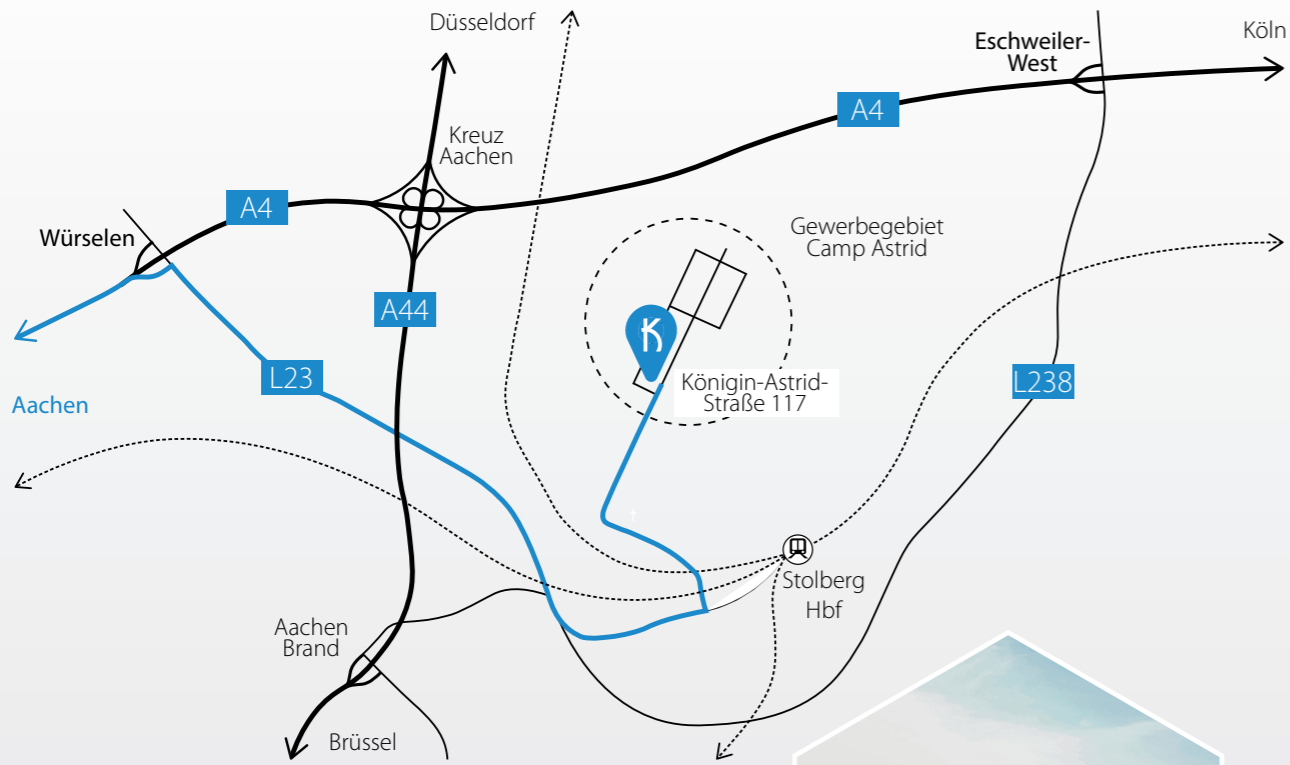 Düsseldorf
Eschweiler-
West
Köln
A4
Kreuz
Aachen
A4
Würselen
Gewerbegebiet
Camp Astrid
A44
K
L23
Königin-Astrid-
Straße 117
L238
Aachen
Stolberg
Hbf
Aachen
Brand
Brüssel